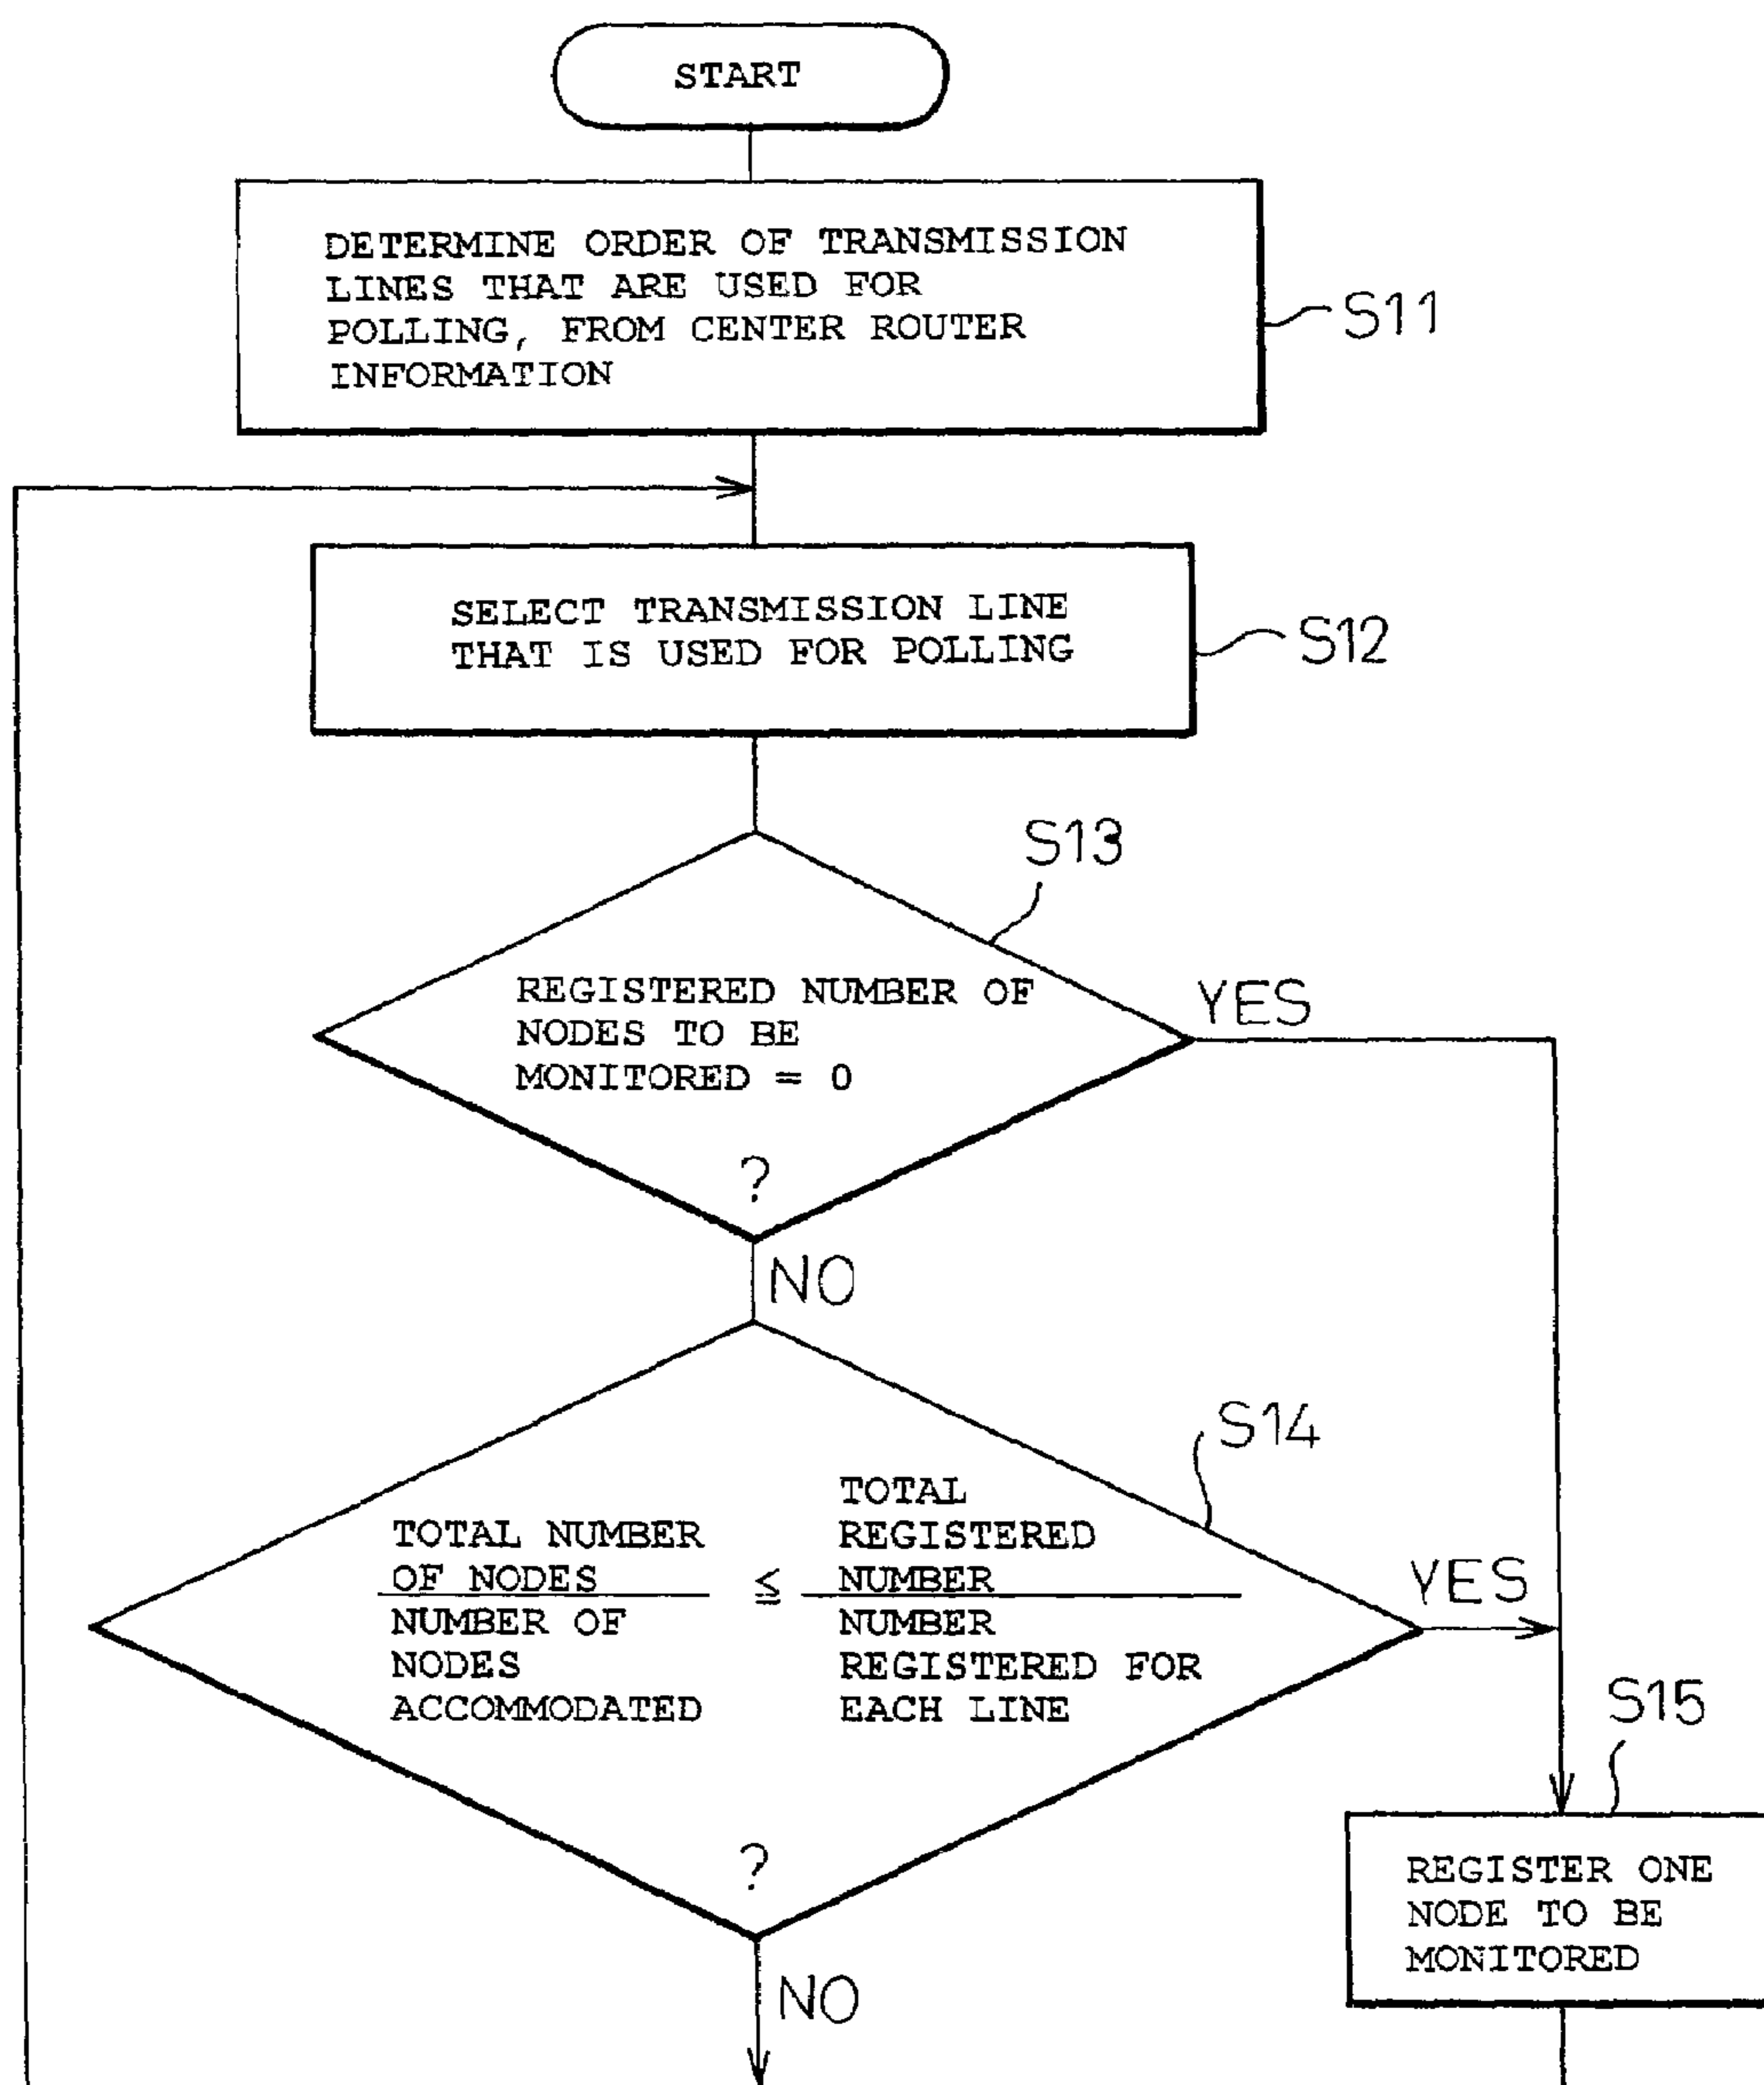 START
DETERMINE ORDER OF TRANSMISSION
LINES THAT ARE USED FOR
POLLING, FROM CENTER ROUTER
INFORMATION
S11
SELECT TRANSMISSION LINE
THAT IS USED FOR POLLING
S12
S13
REGISTERED NUMBER OF
NODES TO BE
MONITORED = 0
?
YES
NO
S14
TOTAL NUMBER
OF NODES
NUMBER OF
NODES
ACCOMMODATED
≦
TOTAL
REGISTERED
NUMBER
NUMBER
REGISTERED FOR
EACH LINE
?
YES
NO
S15
REGISTER ONE
NODE TO BE
MONITORED